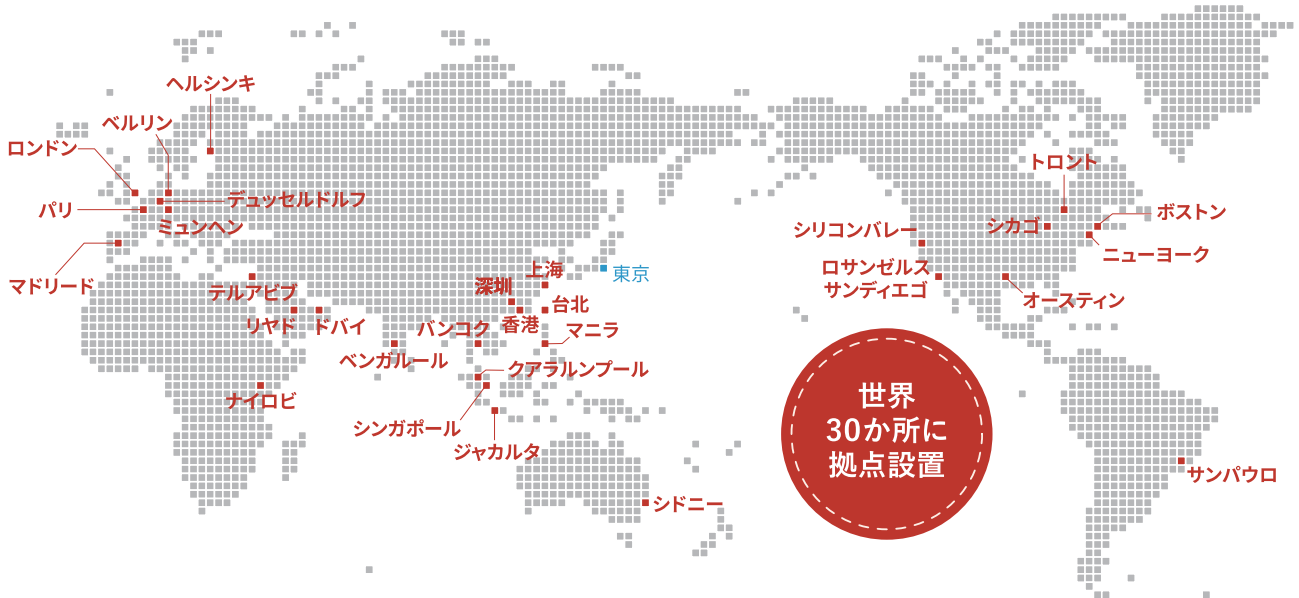 ヘルシンキ
ベルリン
ロンドン
デュッセルドルフ
パリ
ミュンヘン
マドリード
テルアビブ
リヤド
ドバイ
ナイロビ
ベンガルール
バンコク
深圳
上海
東京
台北
香港
マニラ
クアラルンプール
シンガポール
ジャカルタ
シドニー
トロント
ボストン
シカゴ
シリコンバレー
ニューヨーク
ロサンゼルス
サンディエゴ
オースティン
サンパウロ
世界
30か所に
拠点設置